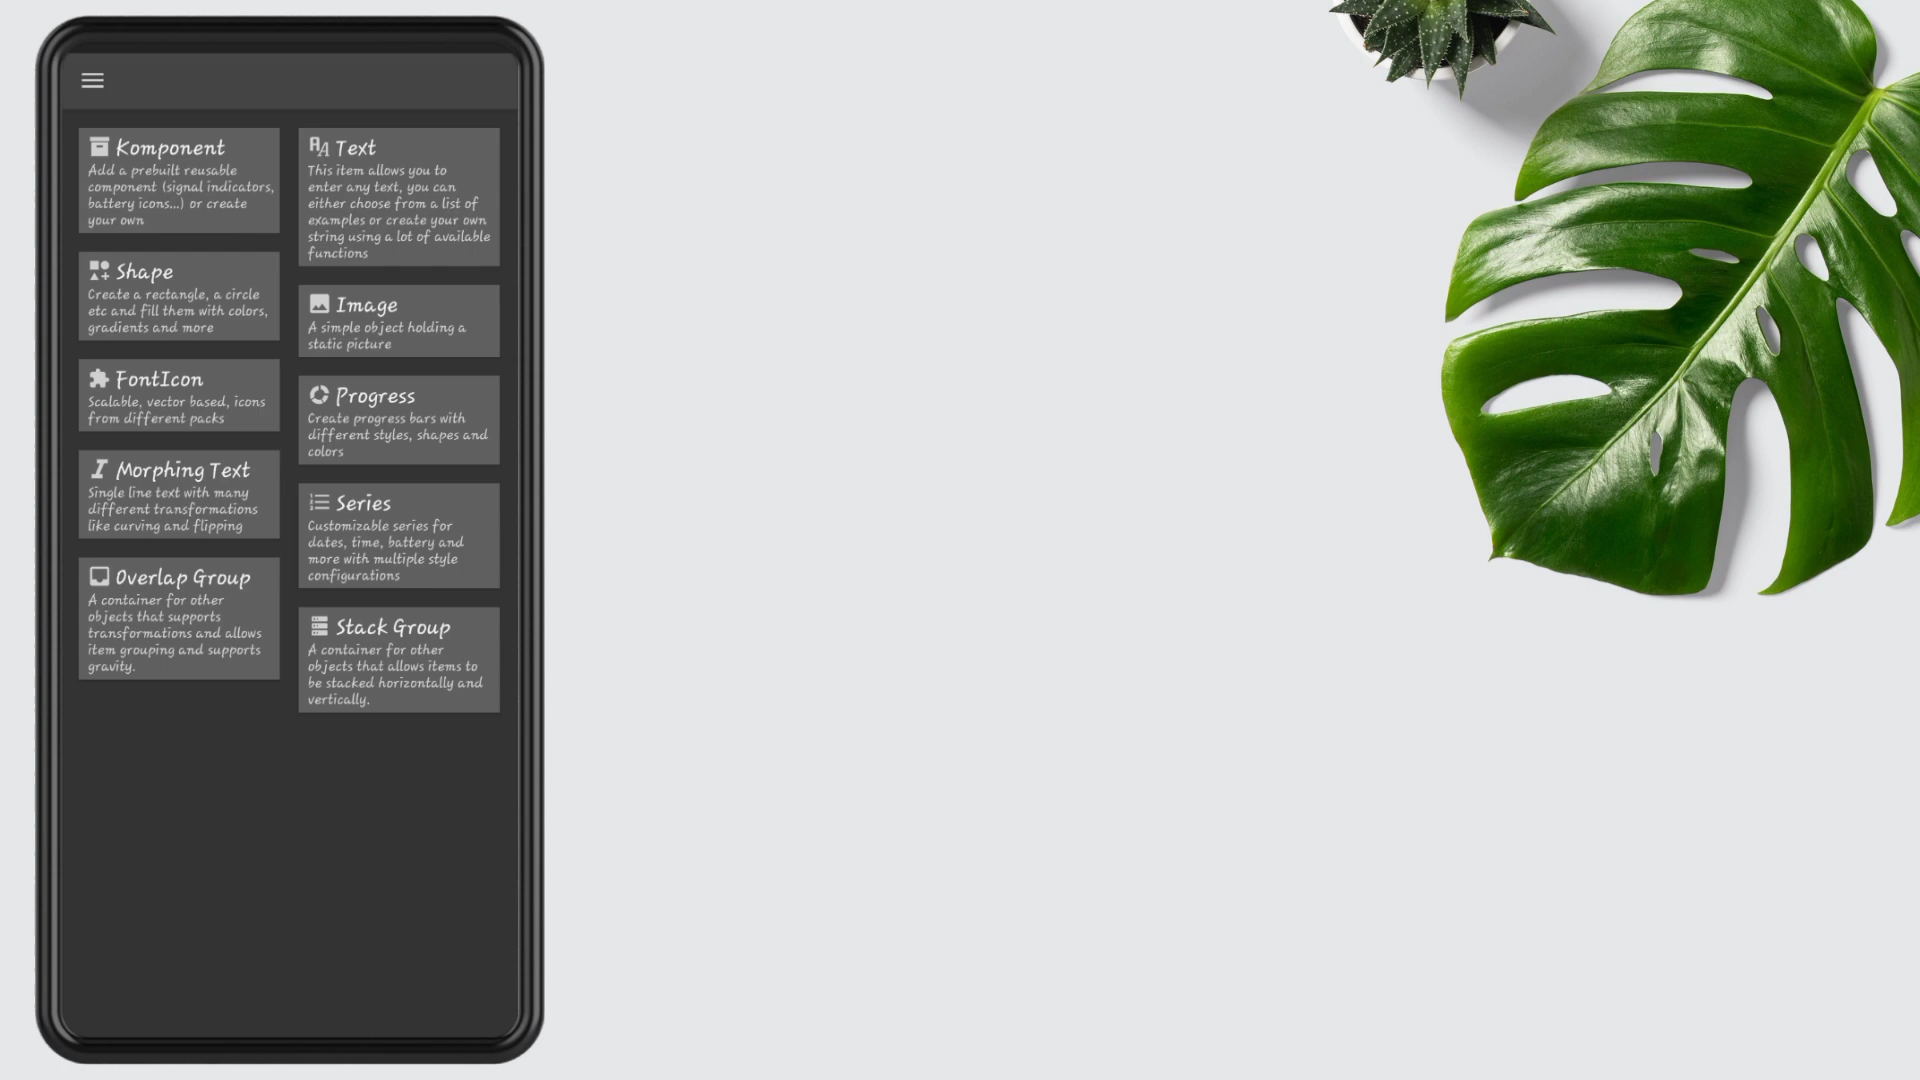 Komponent
Add a prebuilt reusable
component (signal indicators,
battery icons...) or create
your own
Shape
Create a rectangle, a circle
etc and fill them with colors,
gradients and more
FontIcon
Scalable, vector based, icons
from different packs
Morphing Text
Single line text with many
different transformations
like curving and flipping
Overlap Group
A container for other
objects that supports
transformations and allows
item grouping and supports
gravity.
Text
This item allows you to
enter any text, you can
either choose from a list of
examples or create your own
string using a lot of available
functions
Image
A simple object holding a
static picture
Progress
Create progress bars with
different styles, shapes and
colors
Series
Customizable series for
dates, time, battery and
more with multiple style
configurations
Stack Group
A container for other
objects that allows items to
be stacked horizontally and
vertically.